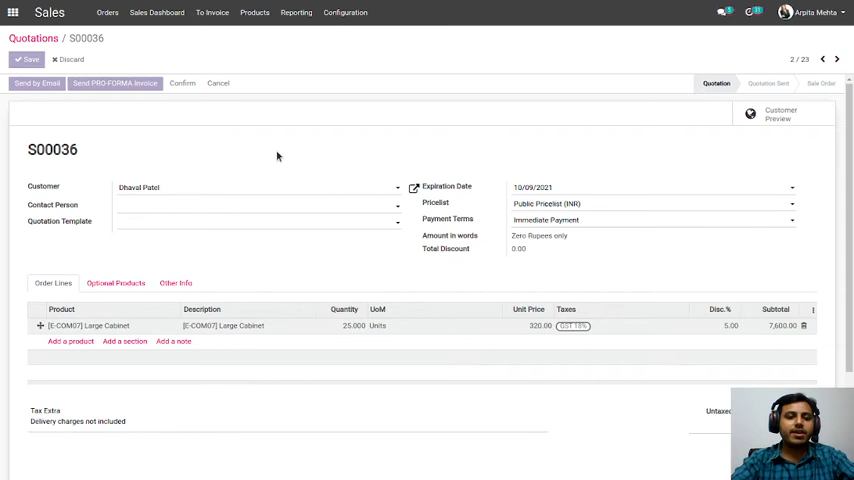 Sales Orders Sales Dashboard To Invoice Products Reporting Configuration 5 31 Arpita Mehta
Quotations / S00036
Save Discard 2 / 23
Send by Email Send PRO-FORMA Invoice Confirm Cancel Quotation Quotation Sent Sale Order
Customer
Preview
S00036
Customer Dhaval Patel Expiration Date 10/09/2021
Contact Person Pricelist Public Pricelist (INR)
Quotation Template Payment Terms Immediate Payment
Amount in words Zero Rupees only
Total Discount 0.00
Order Lines Optional Products Other Info
Product Description Quantity UoM Unit Price Taxes Disc.% Subtotal
[E-COM07] Large Cabinet [E-COM07] Large Cabinet 25.000 Units 320.00 GST 18% 5.00 7,600.00
Add a product Add a section Add a note
Tax Extra Untaxed
Delivery charges not included